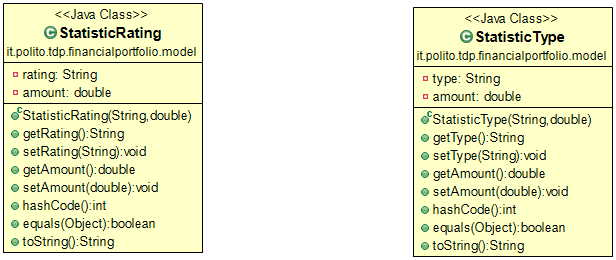 <<Java Class>>
StatisticRating
it.polito.tdp.financialportfolio.model
rating: String
amount: double
StatisticRating(String,double)
getRating():String
setRating(String):void
getAmount():double
setAmount(double):void
hashCode():int
equals(Object):boolean
toString():String
<<Java Class>>
StatisticType
it.polito.tdp.financialportfolio.model
type: String
amount: double
StatisticType(String,double)
getType():String
setType(String):void
getAmount():double
setAmount(double):void
hashCode():int
equals(Object):boolean
toString():String